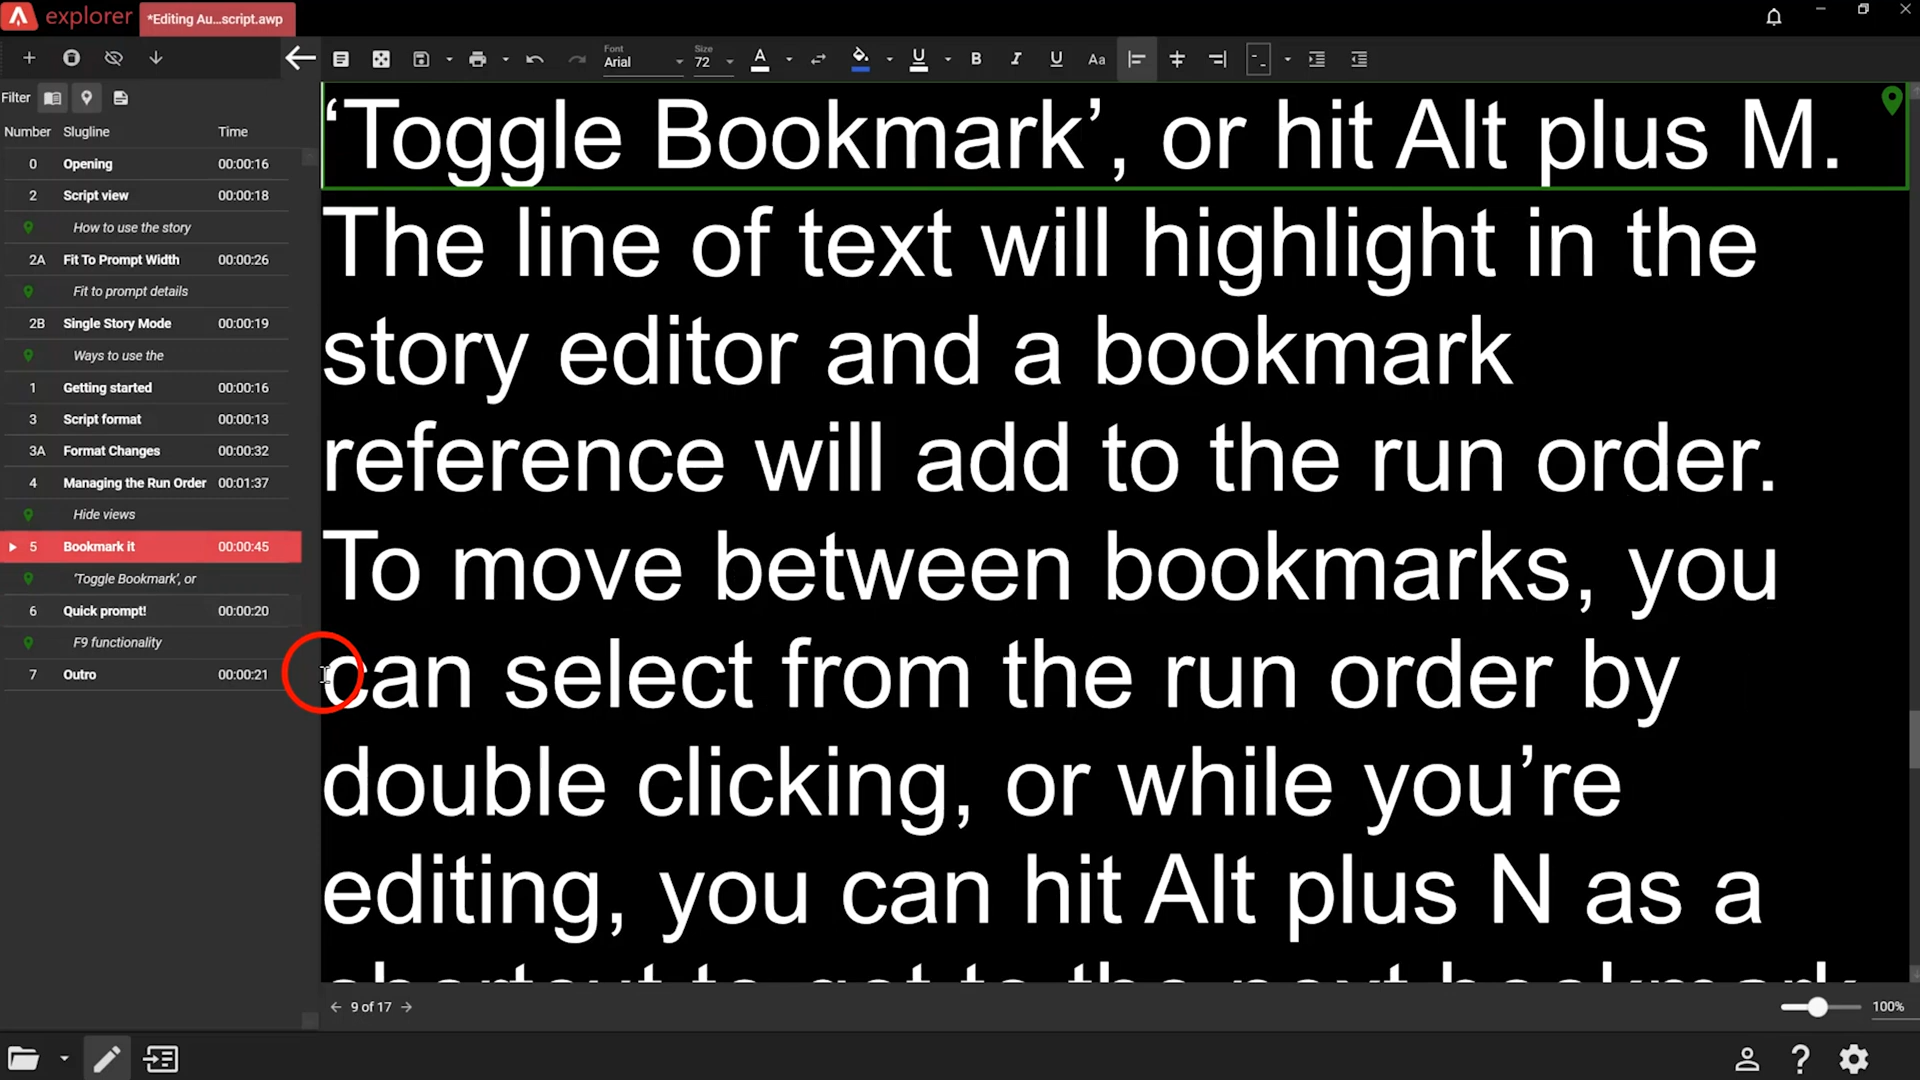 explorer *Editing Au...script.awp
Font
Arial
Size
72
Aa
Filter
Number Slugline Time
0 Opening 00:00:16
2 Script view 00:00:18
How to use the story
2A Fit To Prompt Width 00:00:26
Fit to prompt details
2B Single Story Mode 00:00:19
Ways to use the
1 Getting started 00:00:16
3 Script format 00:00:13
3A Format Changes 00:00:32
4 Managing the Run Order 00:01:37
Hide views
5 Bookmark it 00:00:45
‘Toggle Bookmark’, or
6 Quick prompt! 00:00:20
F9 functionality
7 Outro 00:00:21
‘Toggle Bookmark’, or hit Alt plus M.
The line of text will highlight in the
story editor and a bookmark
reference will add to the run order.
To move between bookmarks, you
can select from the run order by
double clicking, or while you’re
editing, you can hit Alt plus N as a
shortcut to get to the next bookmark
9 of 17
100%